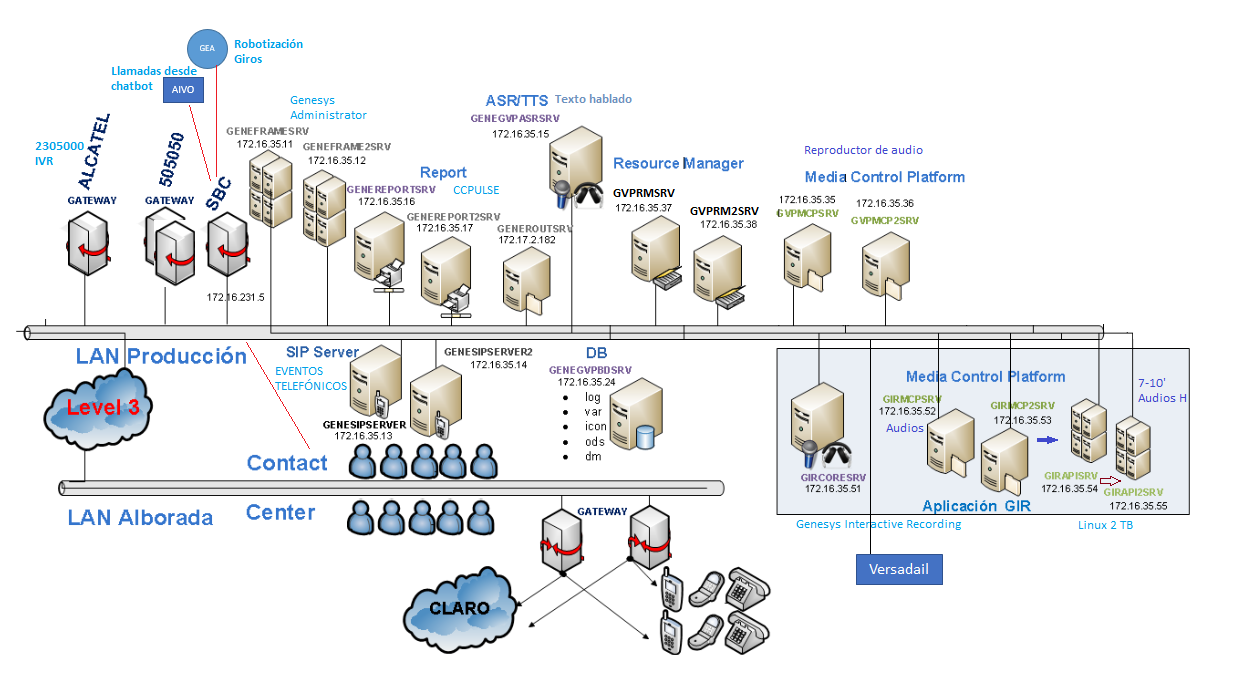 GEA
Robotización
Giros
Llamadas desde
chatbot
AIVO
2305000
IVR
ALCATEL
GATEWAY
505050
GATEWAY
SBC
172.16.231.5
Genesys
Administrator
GENEFRAMESRV
172.16.35.11
GENEFRAME2SRV
172.16.35.12
Report
CCPULSE
GENEREPORTSRV
172.16.35.16
GENEREPORT2SRV
172.16.35.17
ASR/TTS
Texto hablado
GENEGVPASRSRV
172.16.35.15
GENEROUTSRV
172.17.2.182
Resource Manager
GVPRMSRV
172.16.35.37
GVPRM2SRV
172.16.35.38
Reproductor de audio
Media Control Platform
172.16.35.35
GVPMCPSRV
172.16.35.36
GVPMCP2SRV
LAN Producción
Level 3
SIP Server
EVENTOS
TELEFÓNICOS
GENESIPSERVER2
172.16.35.14
GENESIPSERVER
172.16.35.13
DB
GENEGVPBDSRV
172.16.35.24
• log
• var
• icon
• ods
• dm
Contact
Center
LAN Alborada
GATEWAY
CLARO
Media Control Platform
7-10'
Audios H
GIRMCPSRV
172.16.35.52
Audios
GIRMCP2SRV
172.16.35.53
GIRCORESRV
172.16.35.51
GIRAPISRV
172.16.35.54
GIRAPI2SRV
172.16.35.55
Aplicación GIR
Genesys Interactive Recording
Linux 2 TB
Versadail